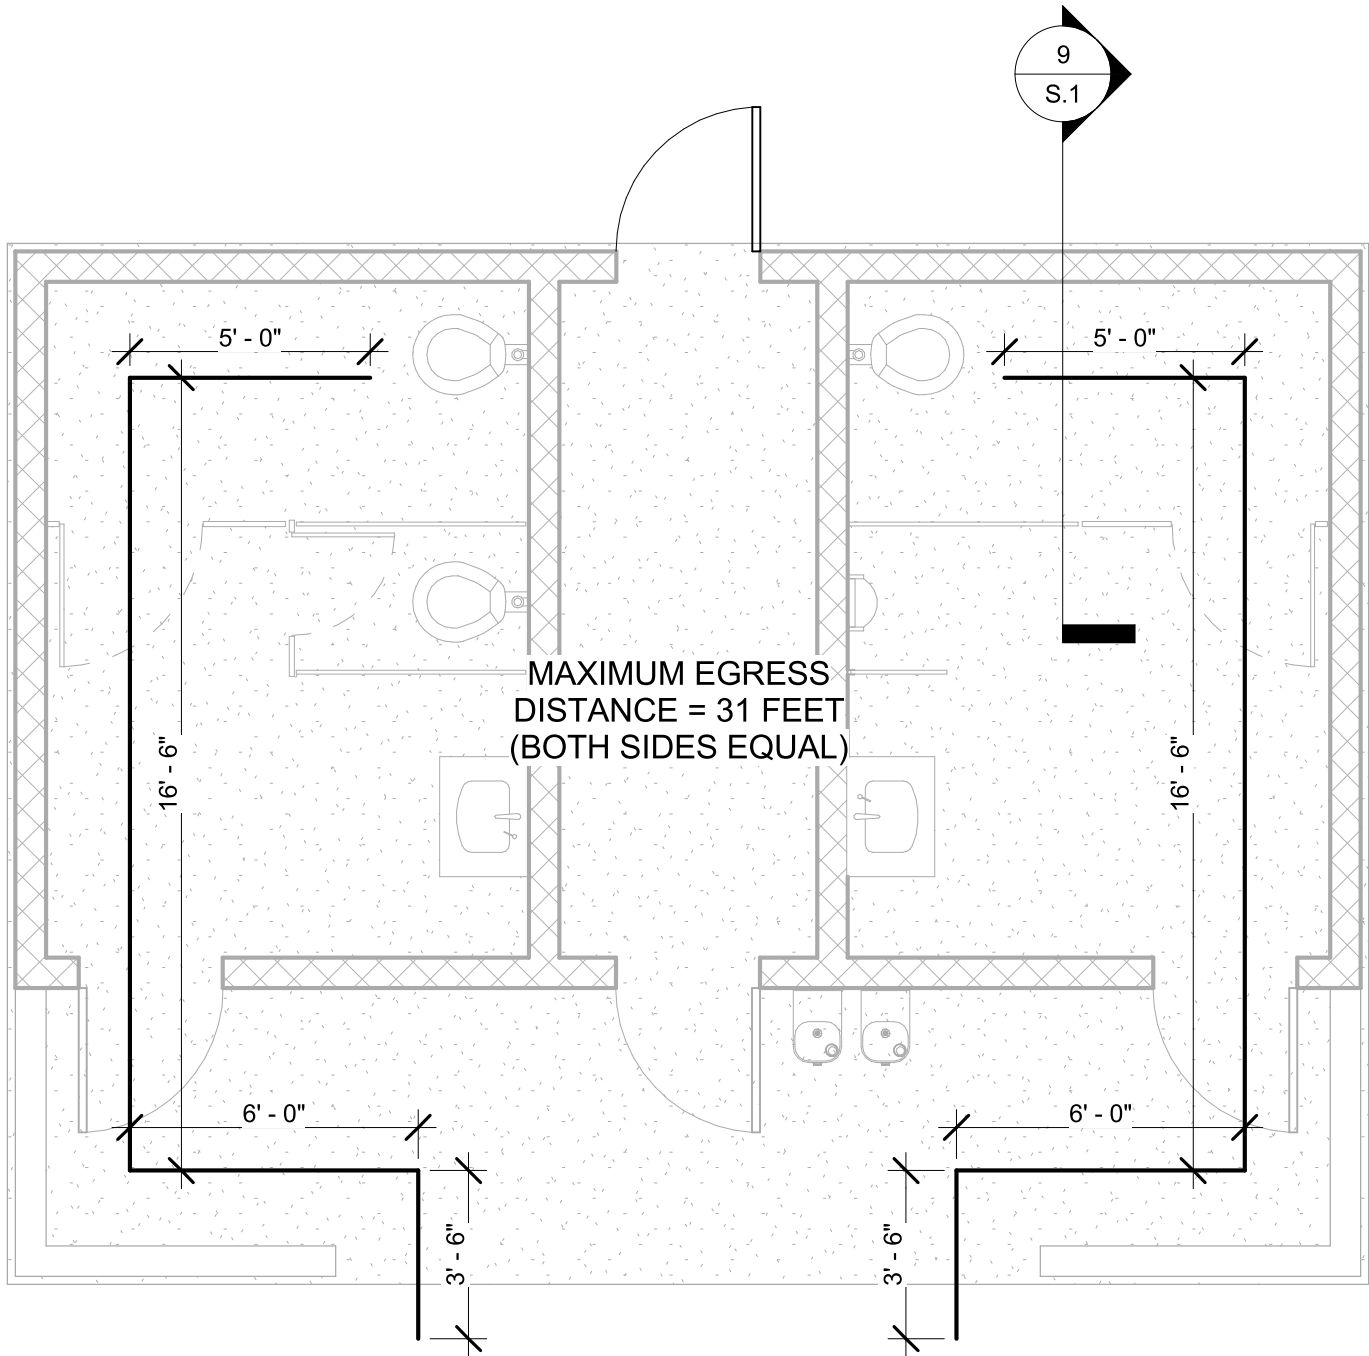 9
S.1
5' - 0"
5' - 0"
MAXIMUM EGRESS
DISTANCE = 31 FEET
(BOTH SIDES EQUAL)
16' - 6"
16' - 6"
6' - 0"
6' - 0"
3' - 6"
3' - 6"